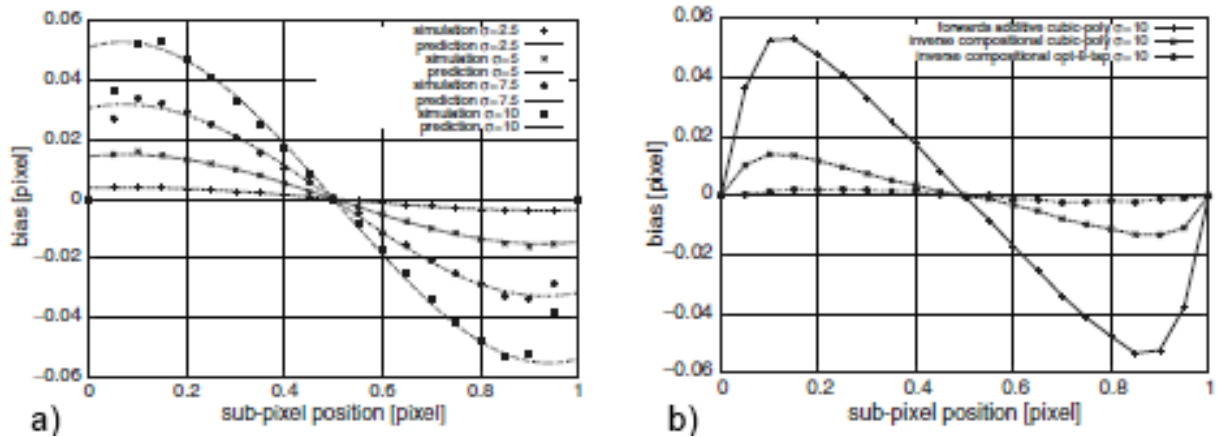 0.06
0.04
0.02
0
−0.02
−0.04
−0.06
bias [pixel]
simulation σ=2.5
prediction σ=2.5
simulation σ=5
prediction σ=5
simulation σ=7.5
prediction σ=7.5
simulation σ=10
prediction σ=10
0 0.2 0.4 0.6 0.8 1
sub-pixel position [pixel]
a)
0.06
0.04
0.02
0
−0.02
−0.04
−0.06
bias [pixel]
forwards additive cubic-poly σ=10
inverse compositional cubic-poly σ=10
inverse compositional opt-8-tap σ=10
0 0.2 0.4 0.6 0.8 1
sub-pixel position [pixel]
b)